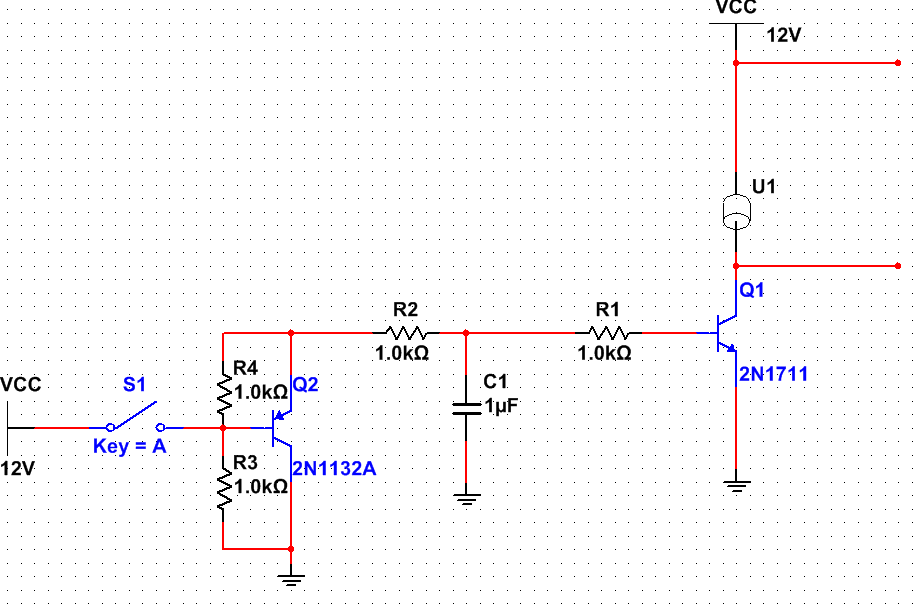 VCC
12V
U1
Q1
2N1711
R2
1.0kΩ
R1
1.0kΩ
C1
1µF
R4
1.0kΩ
Q2
VCC
S1
Key = A
12V
R3
1.0kΩ
2N1132A